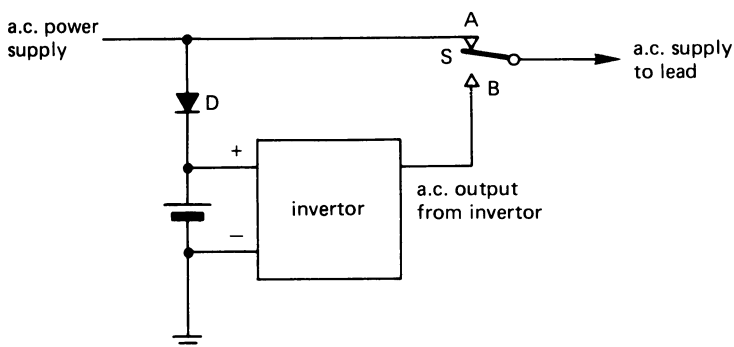 a.c. power
supply
A
S
a.c. supply
to lead
B
D
+
invertor
a.c. output
from invertor
–